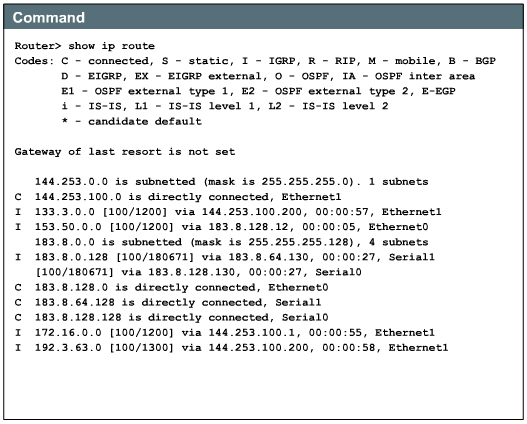 Command
Router> show ip route
Codes: C - connected, S - static, I - IGRP, R - RIP, M - mobile, B - BGP
D - EIGRP, EX - EIGRP external, O - OSPF, IA - OSPF inter area
E1 - OSPF external type 1, E2 - OSPF external type 2, E-EGP
i - IS-IS, L1 - IS-IS level 1, L2 - IS-IS level 2
* - candidate default
Gateway of last resort is not set
144.253.0.0 is subnetted (mask is 255.255.255.0). 1 subnets
C 144.253.100.0 is directly connected, Ethernet1
I 133.3.0.0 [100/1200] via 144.253.100.200, 00:00:57, Ethernet1
I 153.50.0.0 [100/1200] via 183.8.128.12, 00:00:05, Ethernet0
183.8.0.0 is subnetted (mask is 255.255.255.128), 4 subnets
I 183.8.0.128 [100/180671] via 183.8.64.130, 00:00:27, Serial1
[100/180671] via 183.8.128.130, 00:00:27, Serial0
C 183.8.128.0 is directly connected, Ethernet0
C 183.8.64.128 is directly connected, Serial1
C 183.8.128.128 is directly connected, Serial0
I 172.16.0.0 [100/1200] via 144.253.100.1, 00:00:55, Ethernet1
I 192.3.63.0 [100/1300] via 144.253.100.200, 00:00:58, Ethernet1